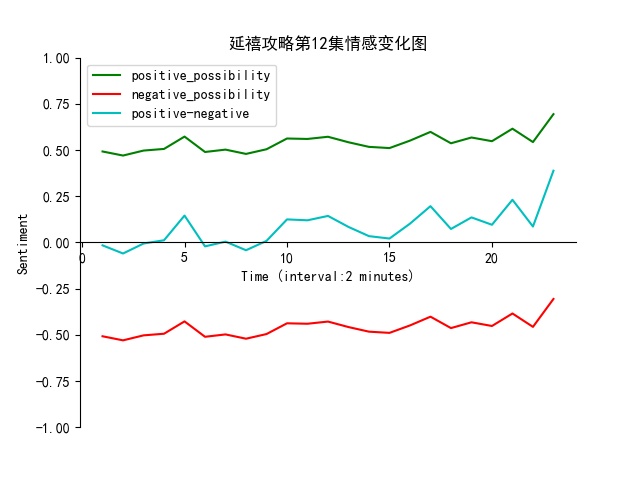 延禧攻略第12集情感变化图
1.00
positive_possibility
negative_possibility
positive-negative
0.75
0.50
0.25
0.00
0 5 10 15 20
Time (interval:2 minutes)
Sentiment
−0.25
−0.50
−0.75
−1.00